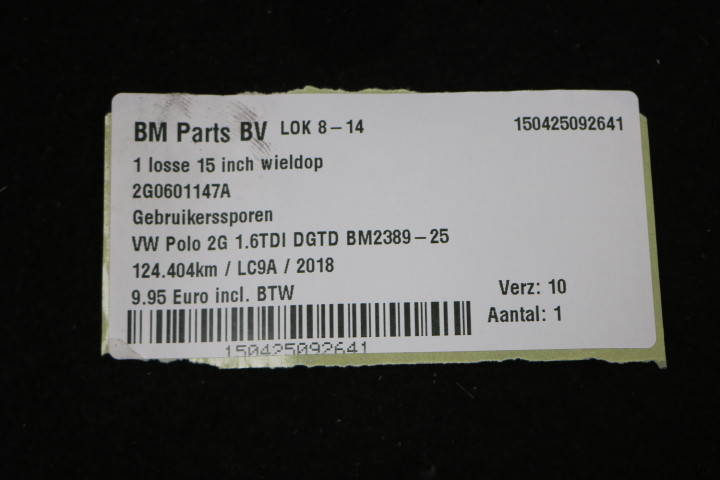 BM Parts BV LOK 8-14 150425092641
1 losse 15 inch wieldop
2G0601147A
Gebruikerssporen
VW Polo 2G 1.6TDI DGTD BM2389-25
124.404km / LC9A / 2018
9.95 Euro incl. BTW
Verz: 10
Aantal: 1
150425092641